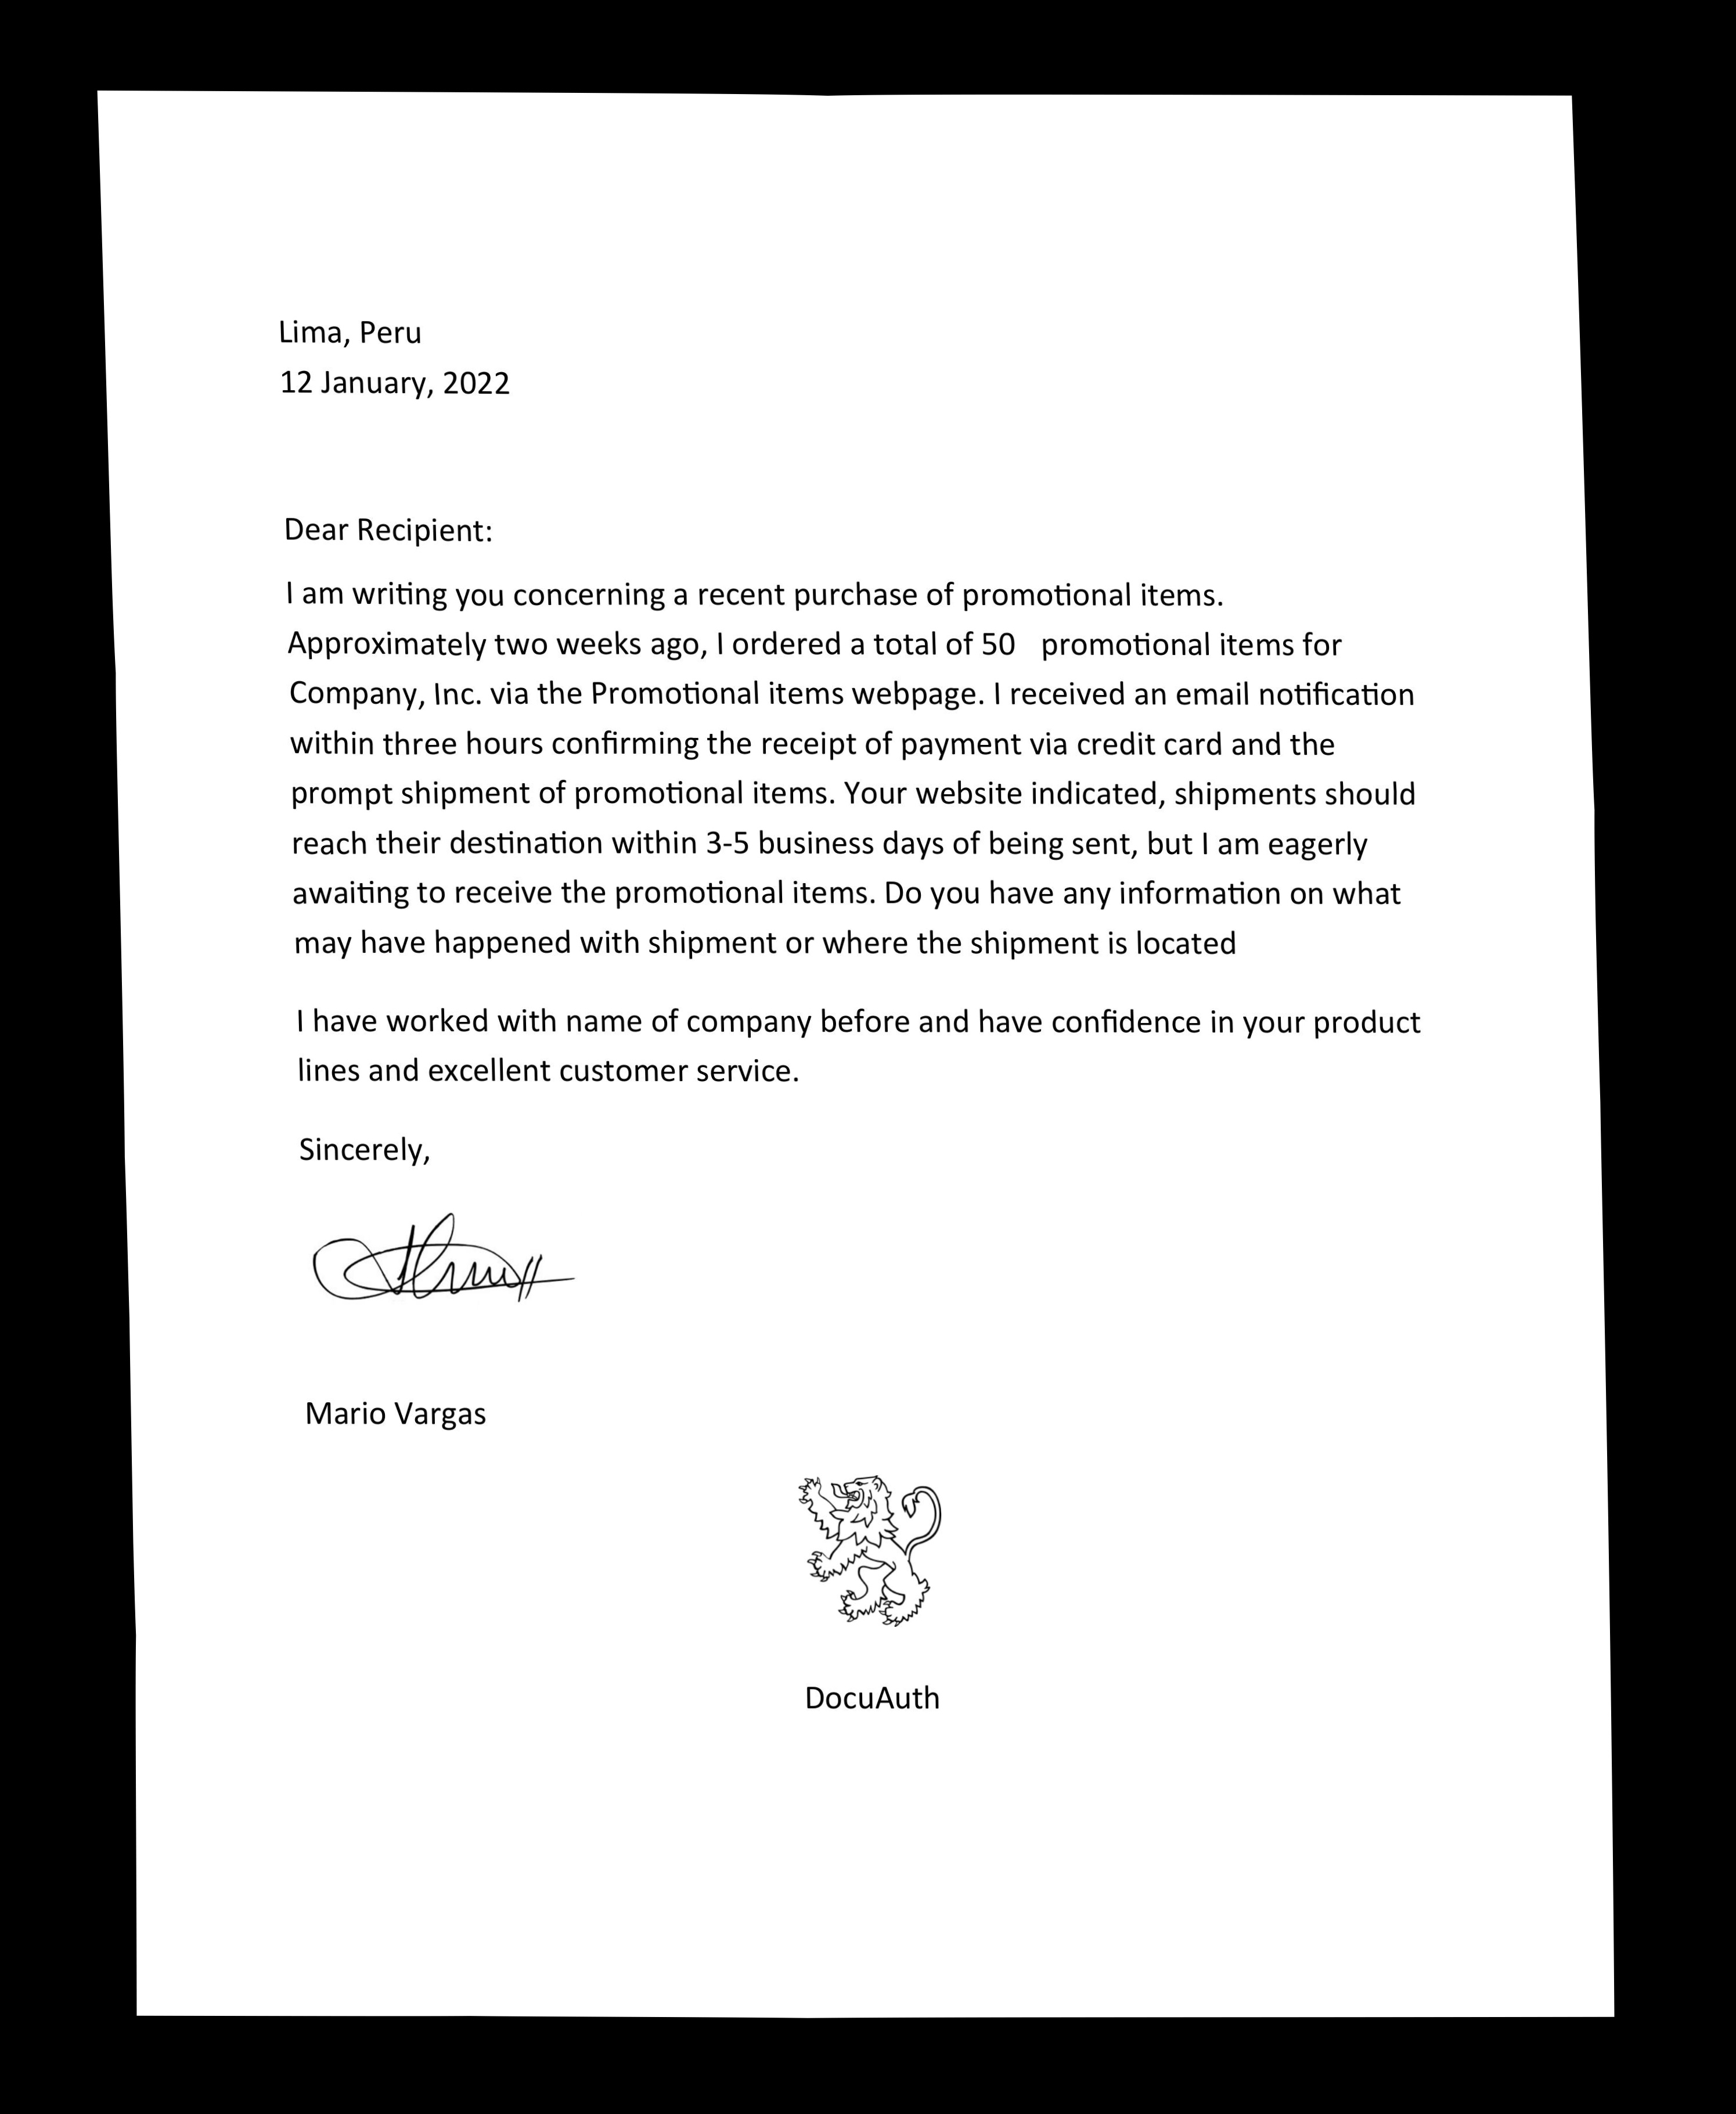 Lima, Peru
12 January, 2022
Dear Recipient:
I am writing you concerning a recent purchase of promotional items.
Approximately two weeks ago, I ordered a total of 50   promotional items for
Company, Inc. via the Promotional items webpage. I received an email notification
within three hours confirming the receipt of payment via credit card and the
prompt shipment of promotional items. Your website indicated, shipments should
reach their destination within 3-5 business days of being sent, but I am eagerly
awaiting to receive the promotional items. Do you have any information on what
may have happened with shipment or where the shipment is located
I have worked with name of company before and have confidence in your product
lines and excellent customer service.
Sincerely,
Mario Vargas
DocuAuth